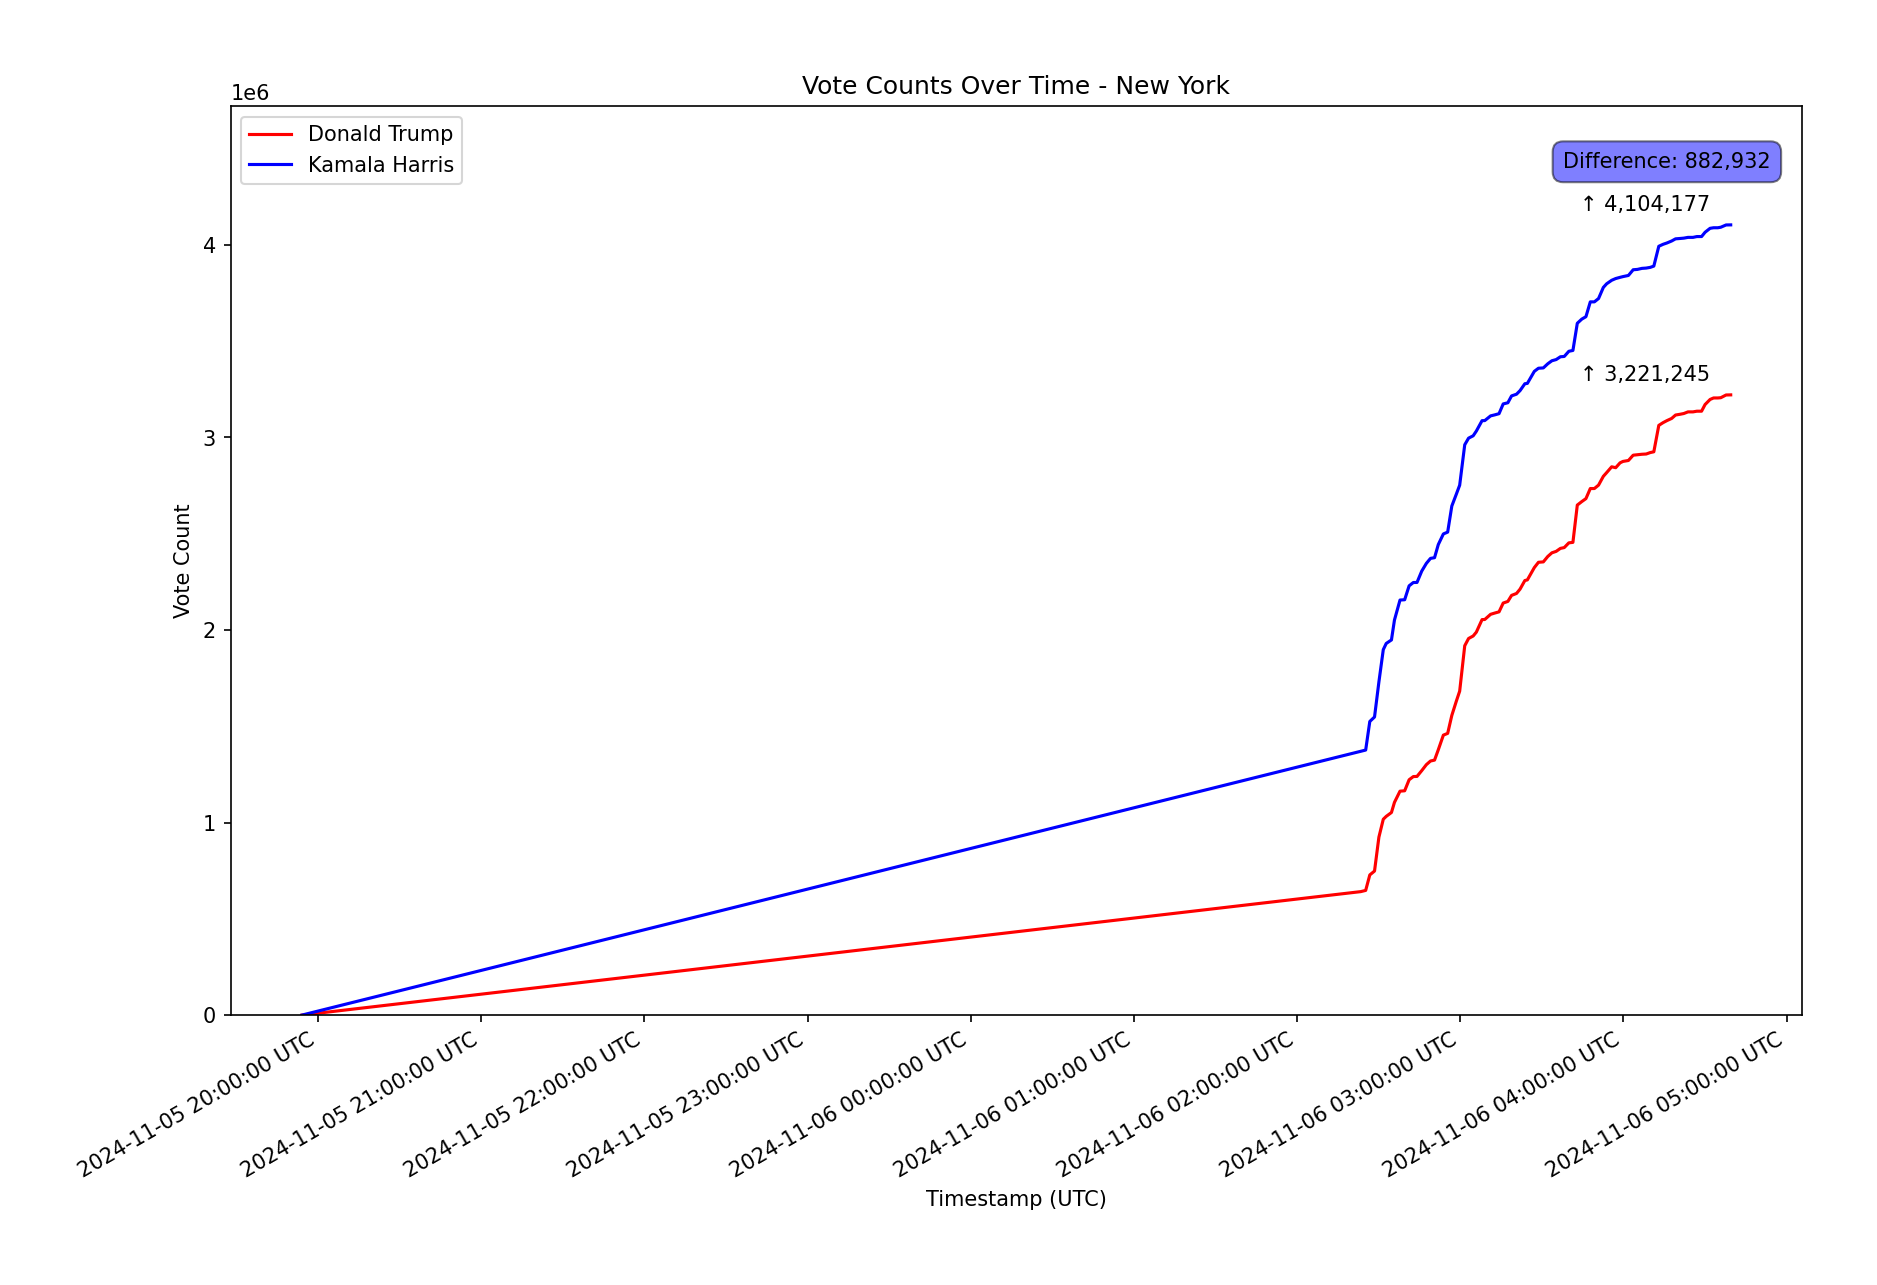 Vote Counts Over Time - New York
1e6
Donald Trump
Kamala Harris
Difference: 882,932
↑ 4,104,177
↑ 3,221,245
Vote Count
4
3
2
1
0
2024-11-05 20:00:00 UTC
2024-11-05 21:00:00 UTC
2024-11-05 22:00:00 UTC
2024-11-05 23:00:00 UTC
2024-11-06 00:00:00 UTC
2024-11-06 01:00:00 UTC
2024-11-06 02:00:00 UTC
2024-11-06 03:00:00 UTC
2024-11-06 04:00:00 UTC
2024-11-06 05:00:00 UTC
Timestamp (UTC)